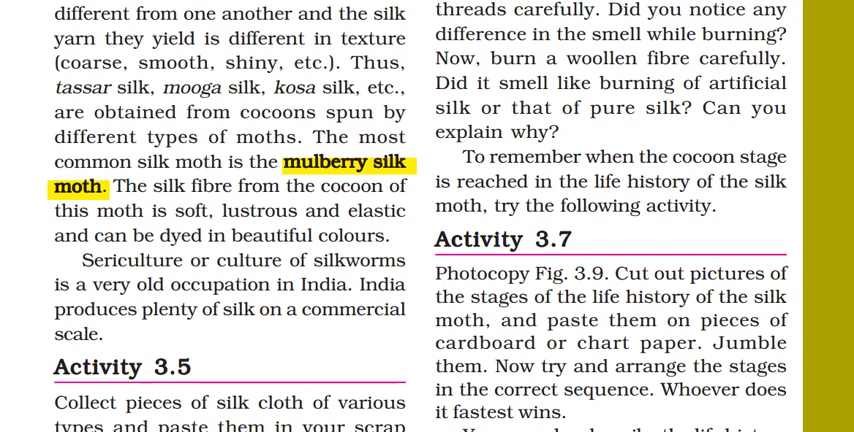 different from one another and the silk
yarn they yield is different in texture
(coarse, smooth, shiny, etc.). Thus,
tassar silk, mooga silk, kosa silk, etc.,
are obtained from cocoons spun by
different types of moths. The most
common silk moth is the mulberry silk
moth. The silk fibre from the cocoon of
this moth is soft, lustrous and elastic
and can be dyed in beautiful colours.
Sericulture or culture of silkworms
is a very old occupation in India. India
produces plenty of silk on a commercial
scale.
Activity 3.5
Collect pieces of silk cloth of various
types and paste them in your scrap
threads carefully. Did you notice any
difference in the smell while burning?
Now, burn a woollen fibre carefully.
Did it smell like burning of artificial
silk or that of pure silk? Can you
explain why?
To remember when the cocoon stage
is reached in the life history of the silk
moth, try the following activity.
Activity 3.7
Photocopy Fig. 3.9. Cut out pictures of
the stages of the life history of the silk
moth, and paste them on pieces of
cardboard or chart paper. Jumble
them. Now try and arrange the stages
in the correct sequence. Whoever does
it fastest wins.